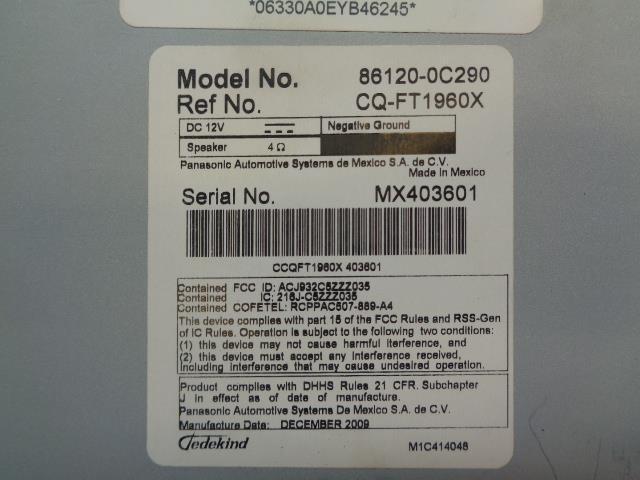 *06330A0EYB46245*
Model No. 86120-0C290
Ref No. CQ-FT1960X
DC 12V Negative Ground
Speaker 4 Ω
Panasonic Automotive Systems de Mexico S.A. de C.V.
Made In Mexico
Serial No. MX403601
CCQFT1960X 403601
Contained FCC ID: ACJ932C5ZZZ035
Contained IC: 216J-C5ZZZ035
Contained COFETEL: RCPPAC507-889-A4
This device complies with part 15 of the FCC Rules and RSS-Gen
of IC Rules. Operation is subject to the following two conditions:
(1) this device may not cause harmful iterference, and
(2) this device must accept any Interference received,
including Interference that may cause undesired operation.
Product complies with DHHS Rules 21 CFR. Subchapter
J in effect as of date of manufacture.
Panasonic Automotive Systems De Mexico S.A. de C.V.
Manufacture Date: DECEMBER 2009
Tedekind M1C414048